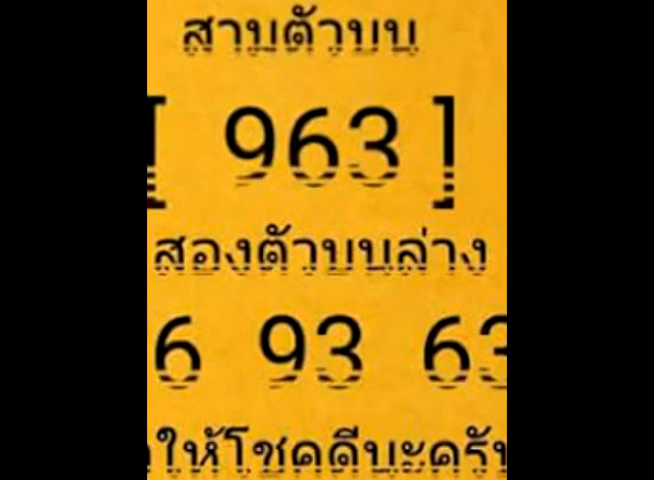 สามตัวบน
[ 963 ]
สองตัวบนล่าง
6 93 63
ให้โชคดีนะครับ